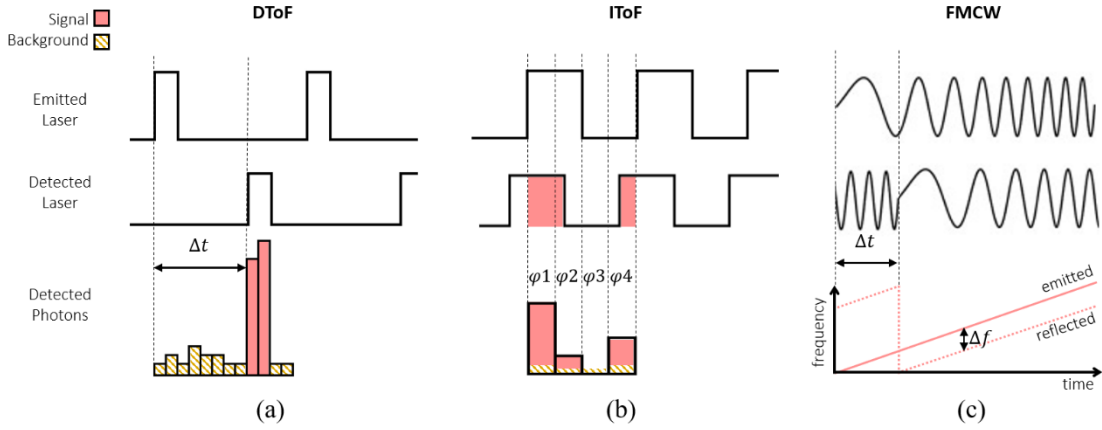 DToF
IToF
FMCW
Signal
Background
Emitted
Laser
Detected
Laser
Δt
Δt
φ1 φ2 φ3 φ4
Detected
Photons
frequency
emitted
reflected
Δf
time
(a)
(b)
(c)